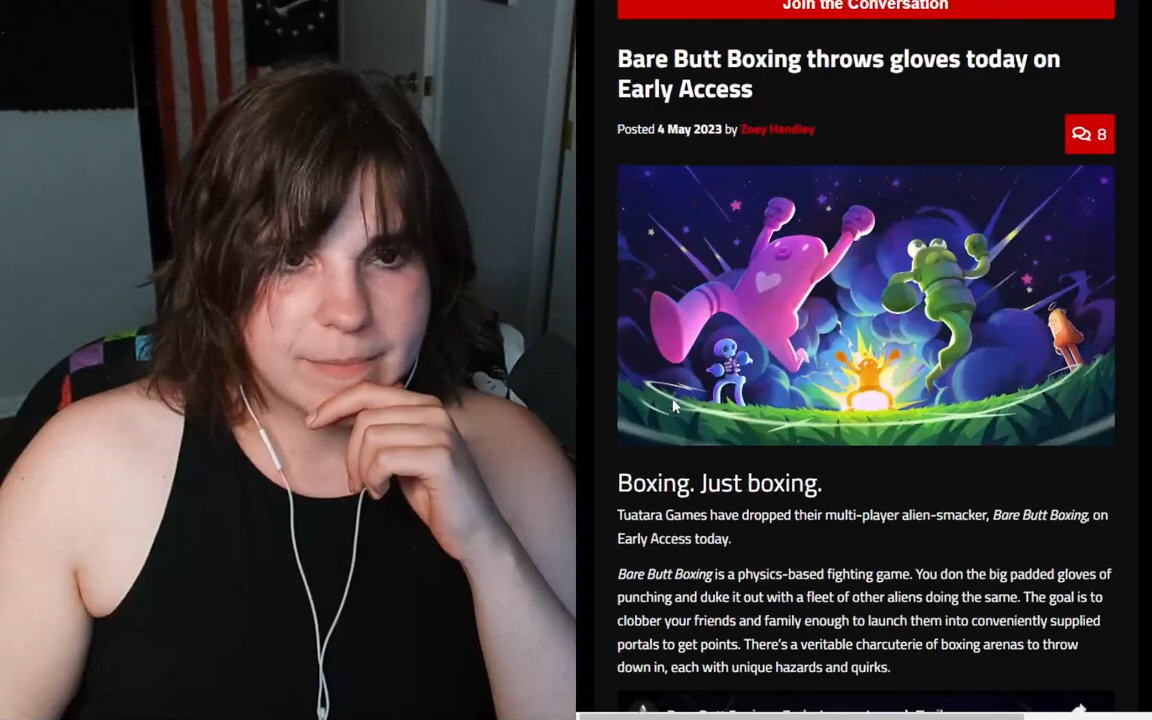 Join the Conversation
Bare Butt Boxing throws gloves today on
Early Access
Posted 4 May 2023 by Zoey Handley
8
Boxing. Just boxing.
Tuatara Games have dropped their multi-player alien-smacker, Bare Butt Boxing, on
Early Access today.
Bare Butt Boxing is a physics-based fighting game. You don the big padded gloves of
punching and duke it out with a fleet of other aliens doing the same. The goal is to
clobber your friends and family enough to launch them into conveniently supplied
portals to get points. There's a veritable charcuterie of boxing arenas to throw
down in, each with unique hazards and quirks.